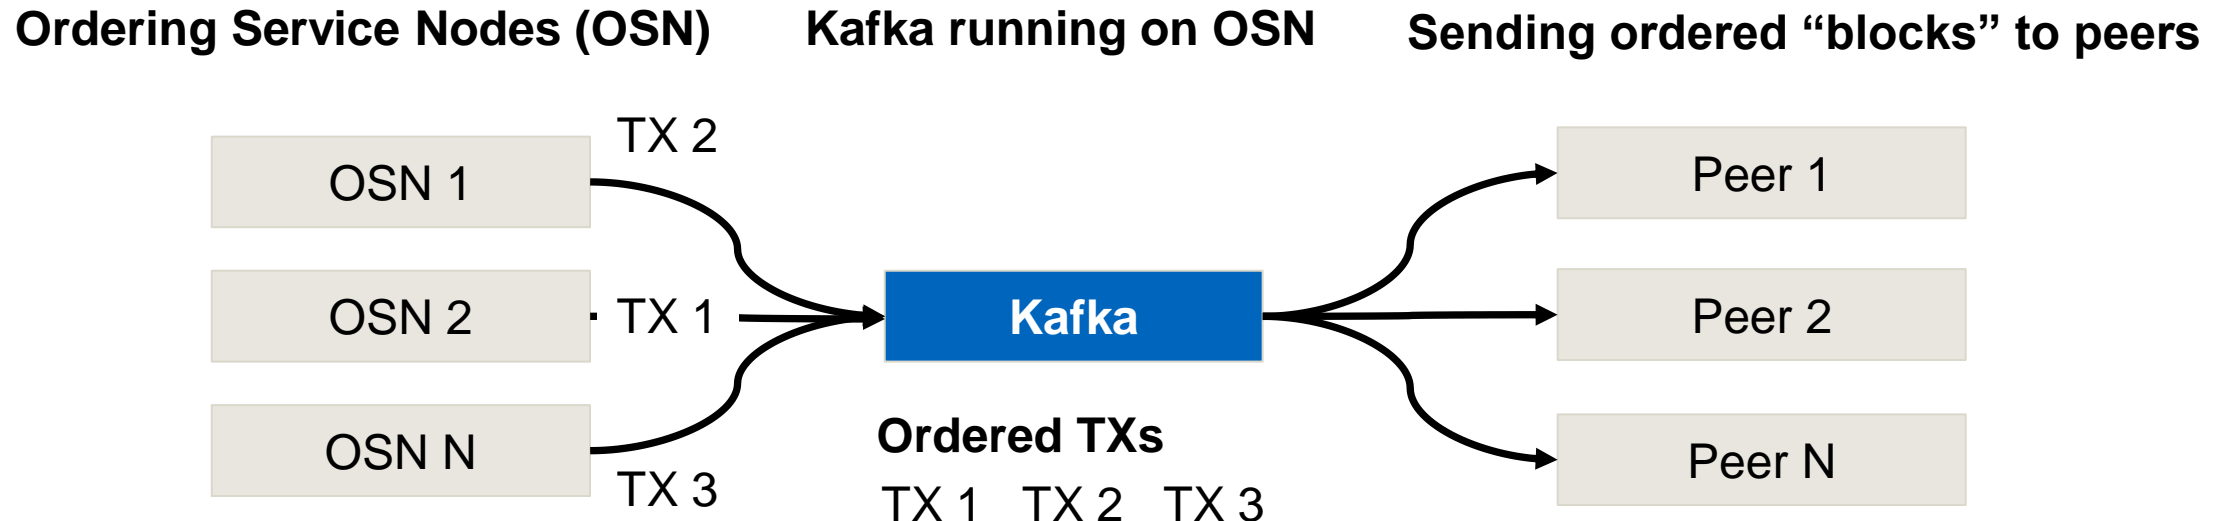 Ordering Service Nodes (OSN)
Kafka running on OSN
Sending ordered “blocks” to peers
TX 2
OSN 1
Peer 1
OSN 2
TX 1
Kafka
Peer 2
OSN N
TX 3
Ordered TXs
TX 1 TX 2 TX 3
Peer N